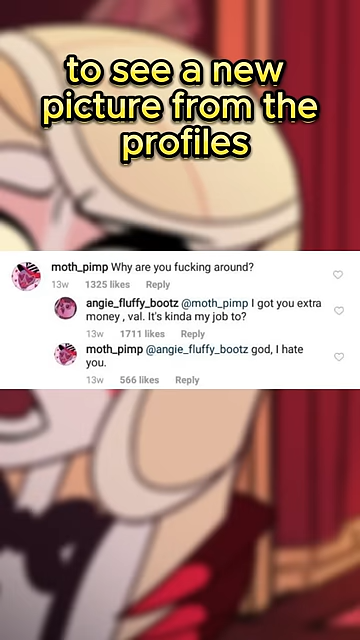 to see a new
picture from the
profiles
moth_pimp Why are you fucking around?
13w 1325 likes Reply
angie_fluffy_bootz @moth_pimp I got you extra
money , val. It's kinda my job to?
13w 1711 likes Reply
moth_pimp @angie_fluffy_bootz god, I hate
you.
13w 566 likes Reply